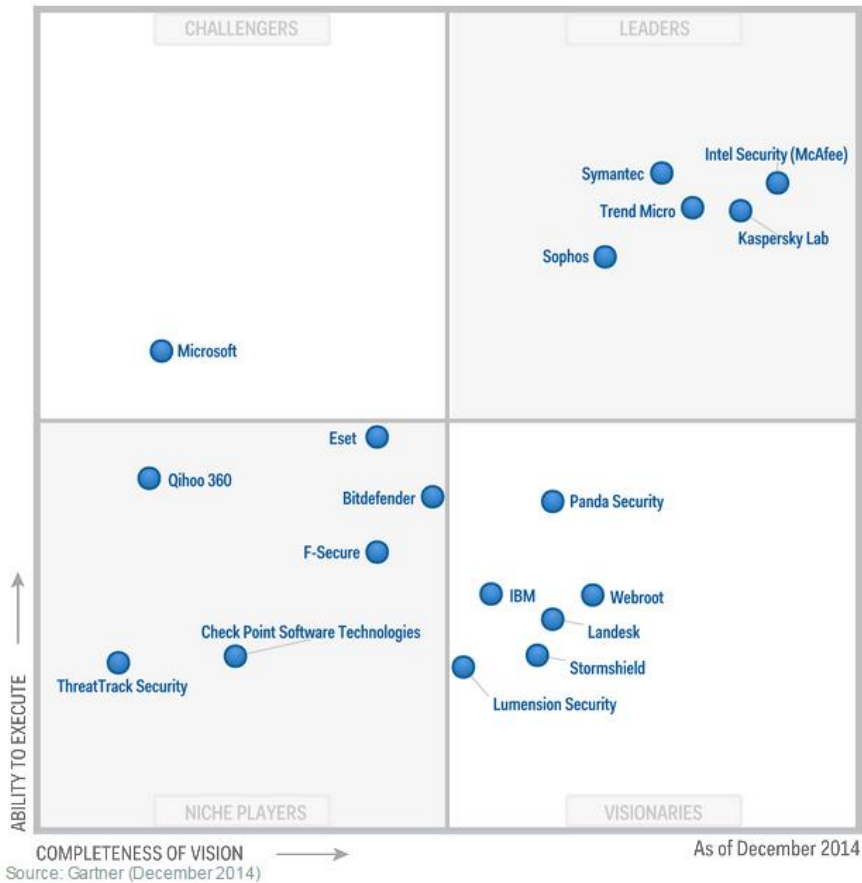 CHALLENGERS
LEADERS
Intel Security (McAfee)
Symantec
Trend Micro
Kaspersky Lab
Sophos
Microsoft
Eset
Qihoo 360
Bitdefender
Panda Security
F-Secure
IBM
Webroot
Landesk
Check Point Software Technologies
Stormshield
ThreatTrack Security
Lumension Security
ABILITY TO EXECUTE
NICHE PLAYERS
VISIONARIES
COMPLETENESS OF VISION
As of December 2014
Source: Gartner (December 2014)